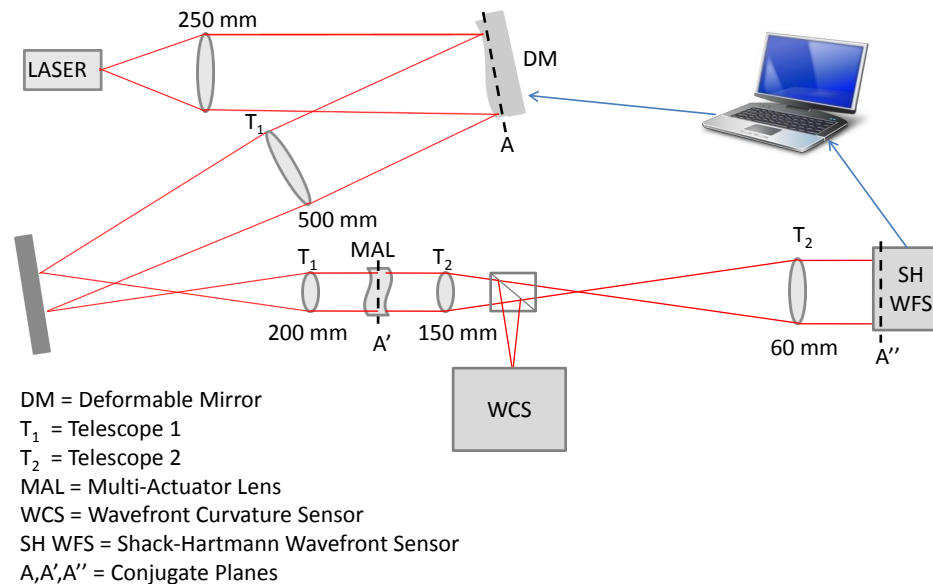 250 mm
LASER
DM
T₁
A
500 mm
T₁
MAL
T₂
T₂
SH
WFS
200 mm
A'
150 mm
60 mm
A''
WCS
DM = Deformable Mirror
T₁ = Telescope 1
T₂ = Telescope 2
MAL = Multi-Actuator Lens
WCS = Wavefront Curvature Sensor
SH WFS = Shack-Hartmann Wavefront Sensor
A,A',A'' = Conjugate Planes